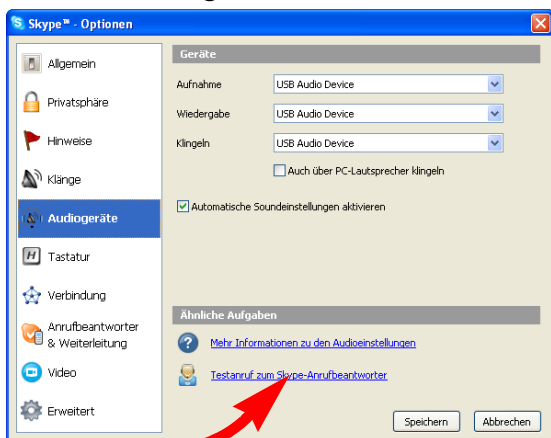 Skype™ - Optionen
Allgemein
Privatsphäre
Hinweise
Klänge
Audiogeräte
Tastatur
Verbindung
Anrufbeantworter
& Weiterleitung
Video
Erweitert
Geräte
Aufnahme USB Audio Device
Wiedergabe USB Audio Device
Klingeln USB Audio Device
Auch über PC-Lautsprecher klingeln
Automatische Soundeinstellungen aktivieren
Ähnliche Aufgaben
Mehr Informationen zu den Audioeinstellungen
Testanruf zum Skype-Anrufbeantworter
Speichern Abbrechen